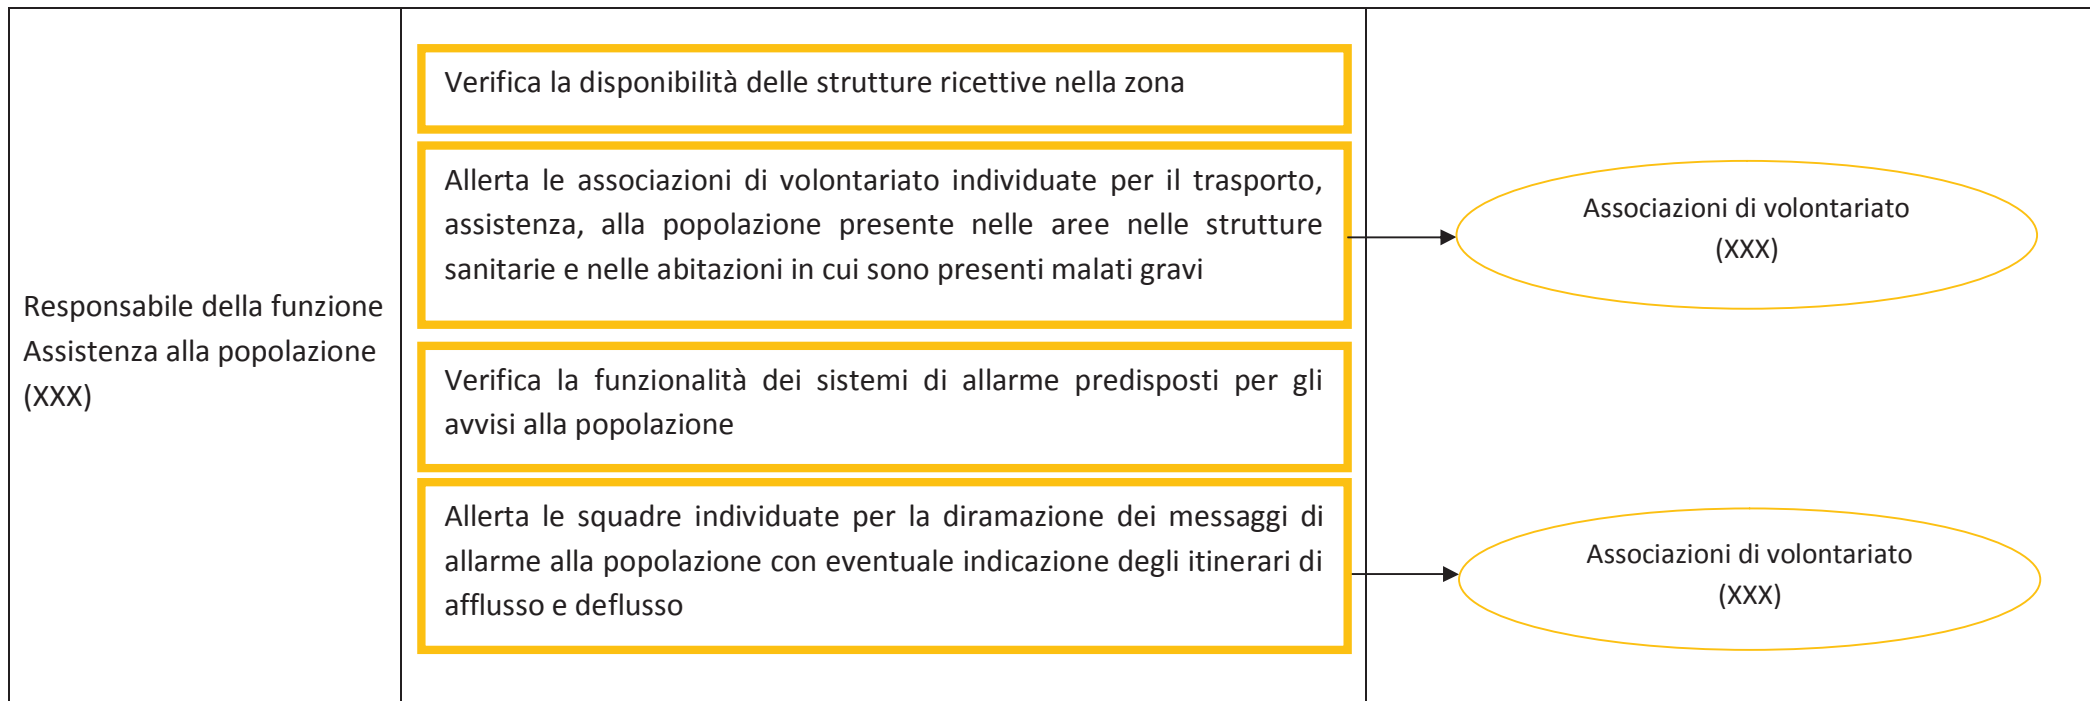 Responsabile della funzione
Assistenza alla popolazione
(XXX)
Verifica la disponibilità delle strutture ricettive nella zona
Allerta le associazioni di volontariato individuate per il trasporto,
assistenza, alla popolazione presente nelle aree nelle strutture
sanitarie e nelle abitazioni in cui sono presenti malati gravi
Associazioni di volontariato
(XXX)
Verifica la funzionalità dei sistemi di allarme predisposti per gli
avvisi alla popolazione
Allerta le squadre individuate per la diramazione dei messaggi di
allarme alla popolazione con eventuale indicazione degli itinerari di
afflusso e deflusso
Associazioni di volontariato
(XXX)